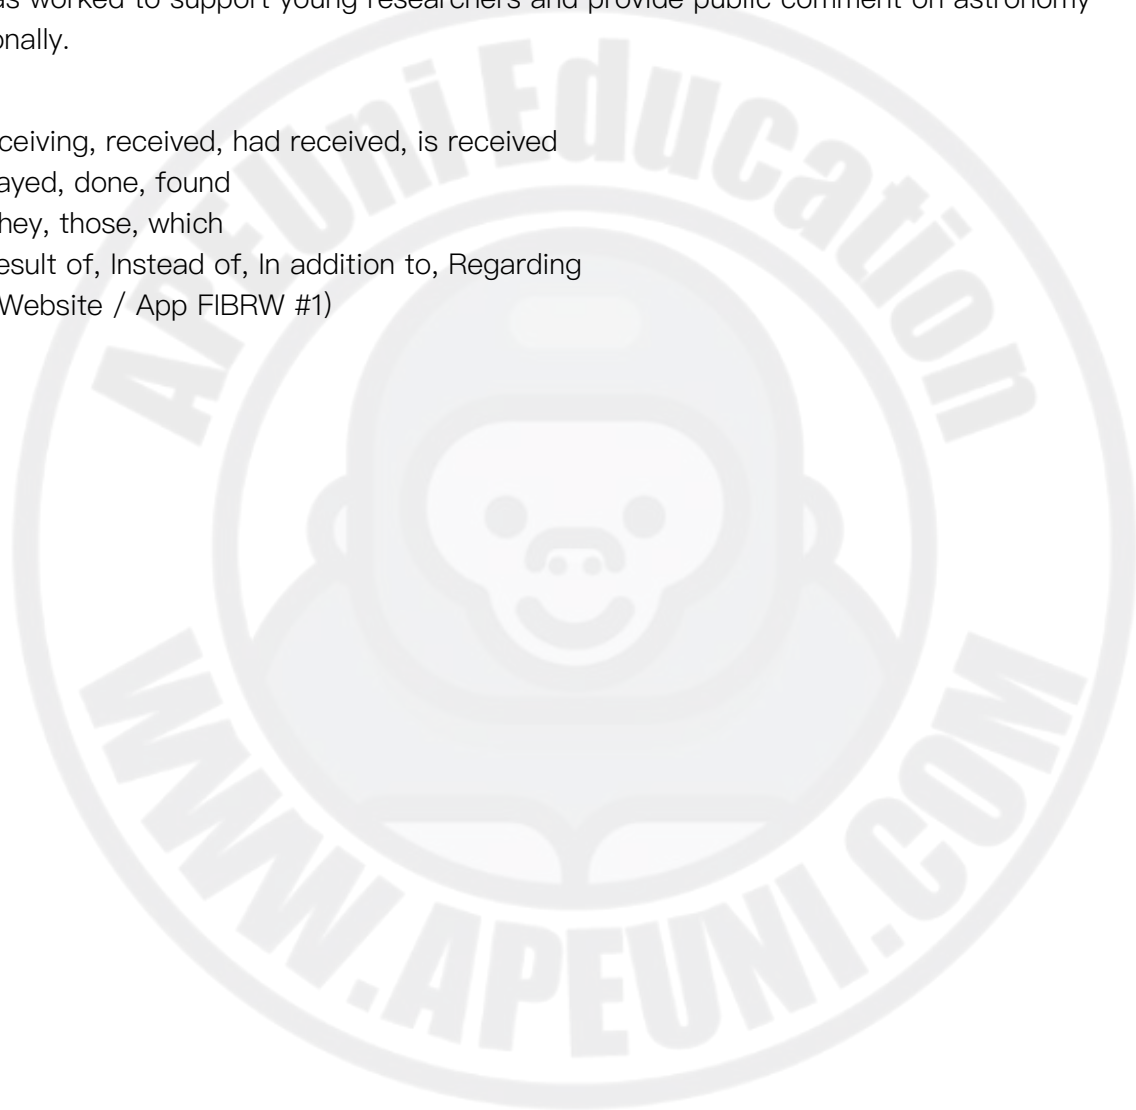 worked to support young researchers and provide public comment on astronomy
onally.
ceiving, received, had received, is received
ayed, done, found
hey, those, which
esult of, Instead of, In addition to, Regarding
Website / App FIBRW #1)
APEUni Education
WWW.APEUNI.COM